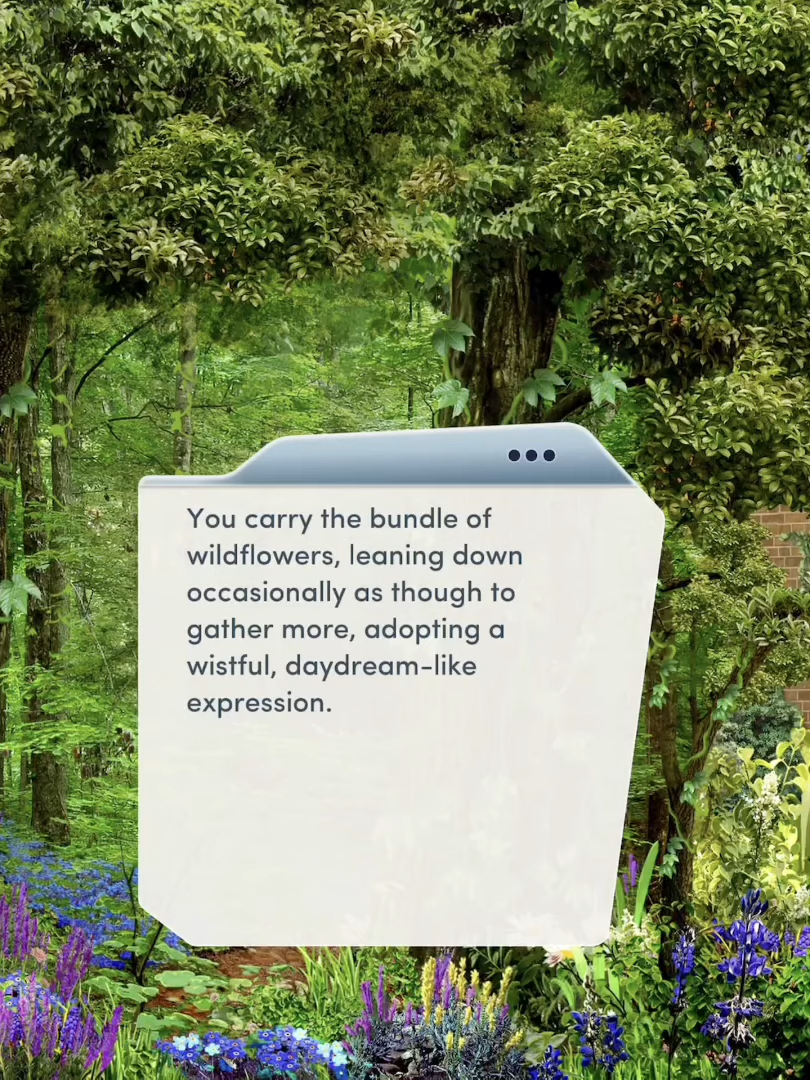 You carry the bundle of
wildflowers, leaning down
occasionally as though to
gather more, adopting a
wistful, daydream-like
expression.